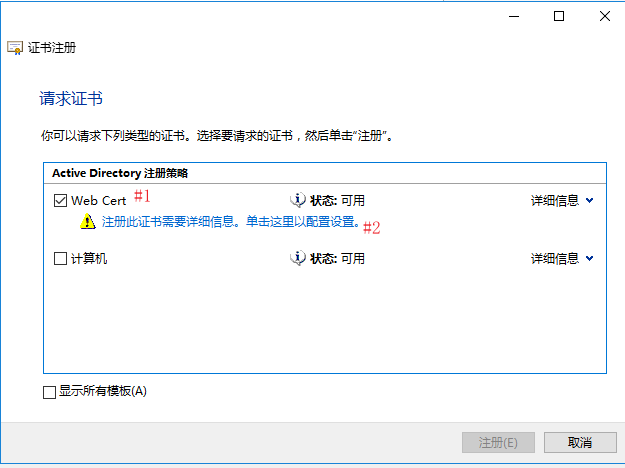 证书注册
请求证书
你可以请求下列类型的证书。选择要请求的证书，然后单击“注册”。
Active Directory 注册策略
Web Cert #1 状态: 可用 详细信息
注册此证书需要详细信息。单击这里以配置设置。 #2
计算机 状态: 可用 详细信息
显示所有模板(A)
注册(E) 取消